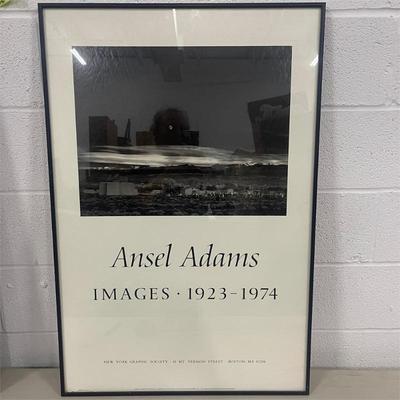 Ansel Adams
IMAGES · 1923–1974
NEW YORK GRAPHIC SOCIETY · 11 MT. VERNON STREET · BOSTON, MA 02108